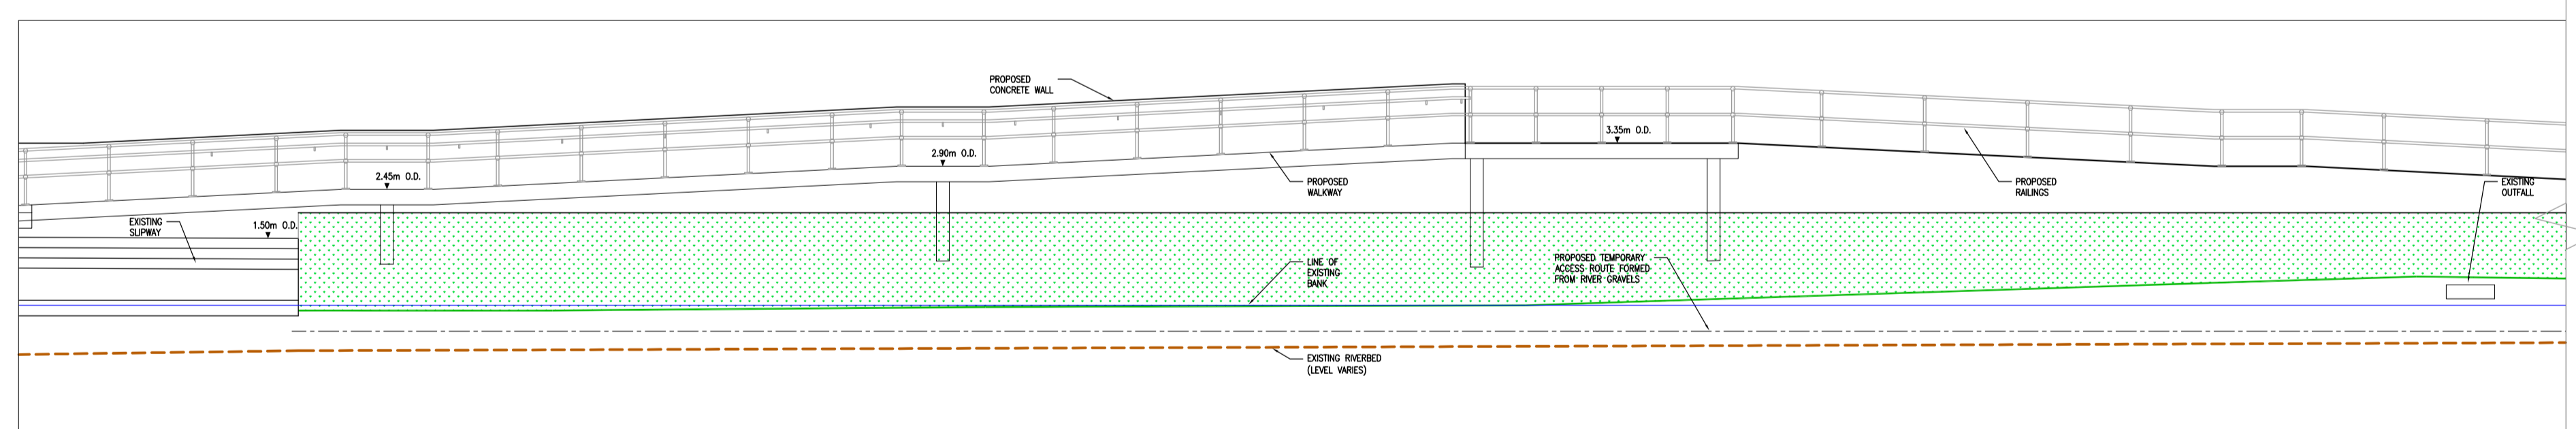 PROPOSED
CONCRETE WALL
3.35m O.D.
2.90m O.D.
2.45m O.D.
PROPOSED
WALKWAY
PROPOSED
RAILINGS
EXISTING
OUTFALL
EXISTING
SLIPWAY
1.50m O.D.
LINE OF
EXISTING
BANK
PROPOSED TEMPORARY
ACCESS ROUTE FORMED
FROM RIVER GRAVELS
EXISTING RIVERBED
(LEVEL VARIES)